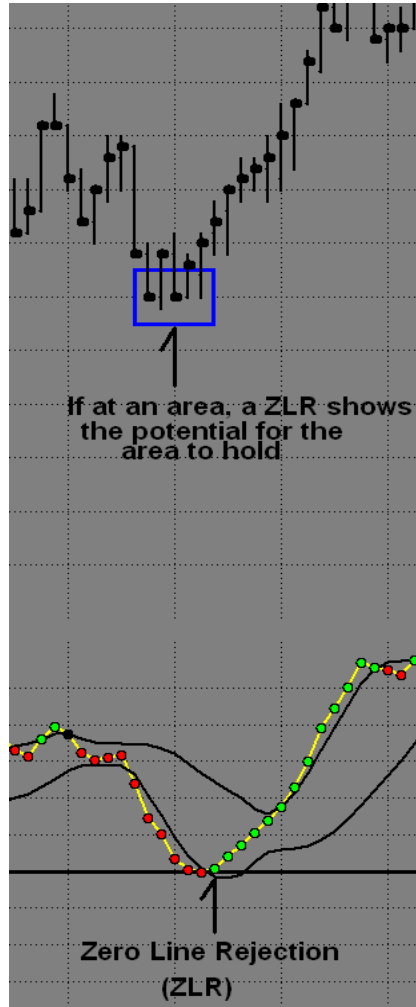 If at an area, a ZLR shows
the potential for the
area to hold
Zero Line Rejection
(ZLR)